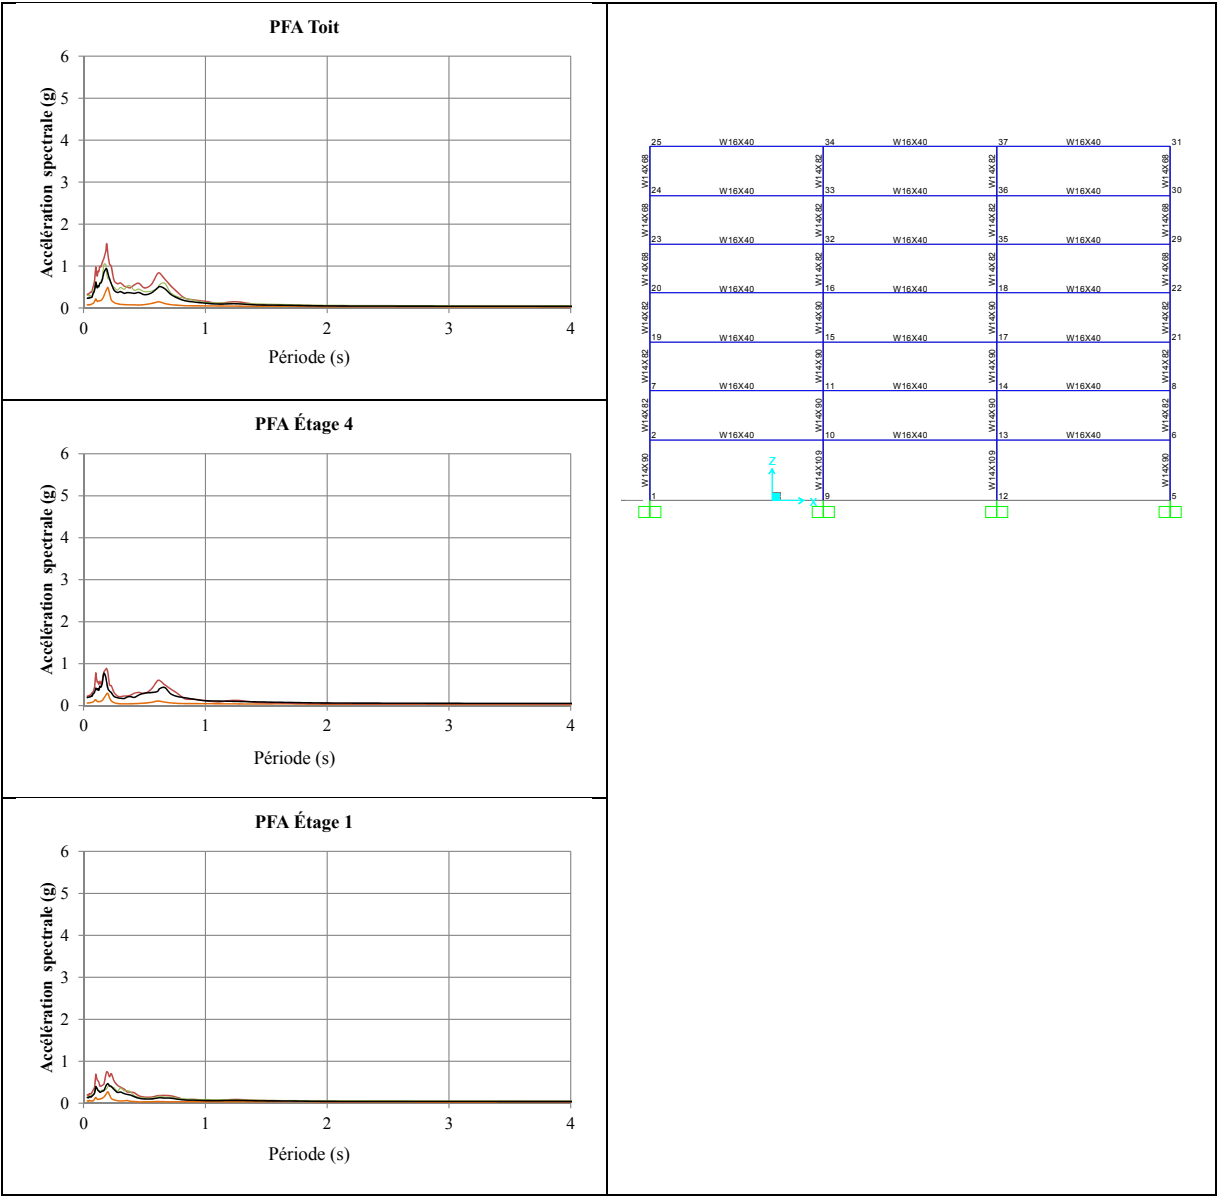 PFA Toit
Accélération spectrale (g)
6
5
4
3
2
1
0
0 1 2 3 4
Période (s)
PFA Étage 4
Accélération spectrale (g)
6
5
4
3
2
1
0
0 1 2 3 4
Période (s)
PFA Étage 1
Accélération spectrale (g)
6
5
4
3
2
1
0
0 1 2 3 4
Période (s)
25 W16X40 34 W16X40 37 W16X40 31
W14X68 W14X82 W14X82 W14X68
24 W16X40 33 W16X40 36 W16X40 30
W14X68 W14X82 W14X82 W14X68
23 W16X40 32 W16X40 35 W16X40 29
W14X68 W14X82 W14X82 W14X68
20 W16X40 16 W16X40 18 W16X40 22
W14X82 W14X90 W14X90 W14X82
19 W16X40 15 W16X40 17 W16X40 21
W14X82 W14X90 W14X90 W14X82
7 W16X40 11 W16X40 14 W16X40 8
W14X82 W14X90 W14X90 W14X82
2 W16X40 10 W16X40 13 W16X40 6
W14X90 W14X109 W14X109 W14X90
Z
1 X 9 12 5